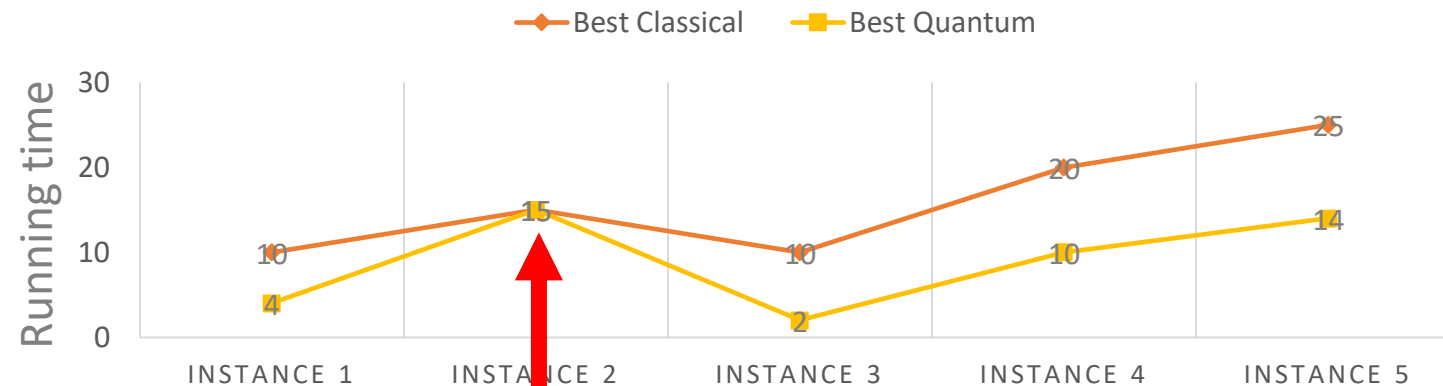 Best Classical Best Quantum
Running time
30
20
10
0
10 15 10 20 25
4 15 2 10 14
INSTANCE 1 INSTANCE 2 INSTANCE 3 INSTANCE 4 INSTANCE 5